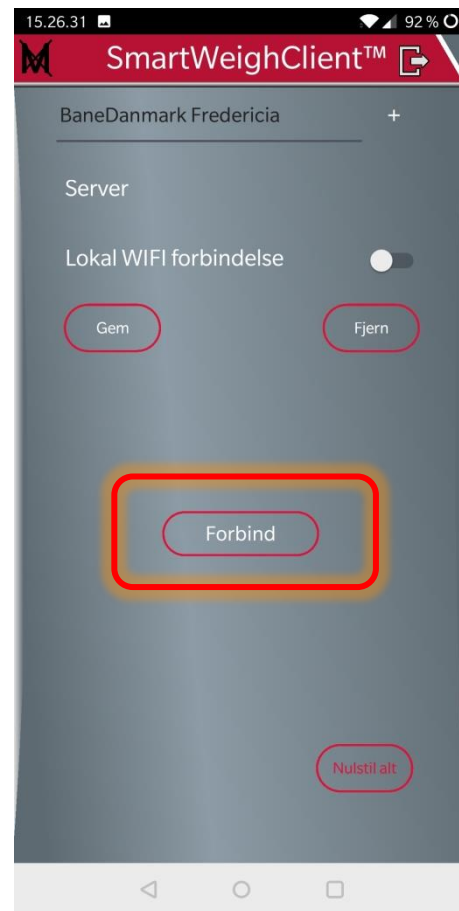 15.26.31 92 %
SmartWeighClient™
BaneDanmark Fredericia +
Server
Lokal WIFI forbindelse
Gem Fjern
Forbind
Nulstil alt